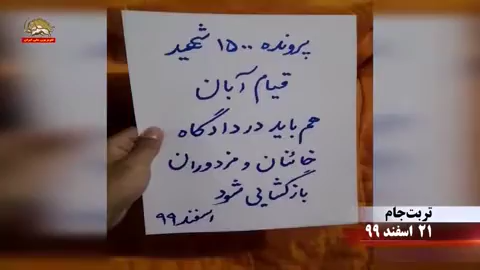 پرونده ۱۵۰۰ شهید
قیام آبان
هم باید در دادگاه
خائنان و مزدوران
بازگشایی شود
اسفند ۹۹
تربت‌جام
۲۱ اسفند ۹۹